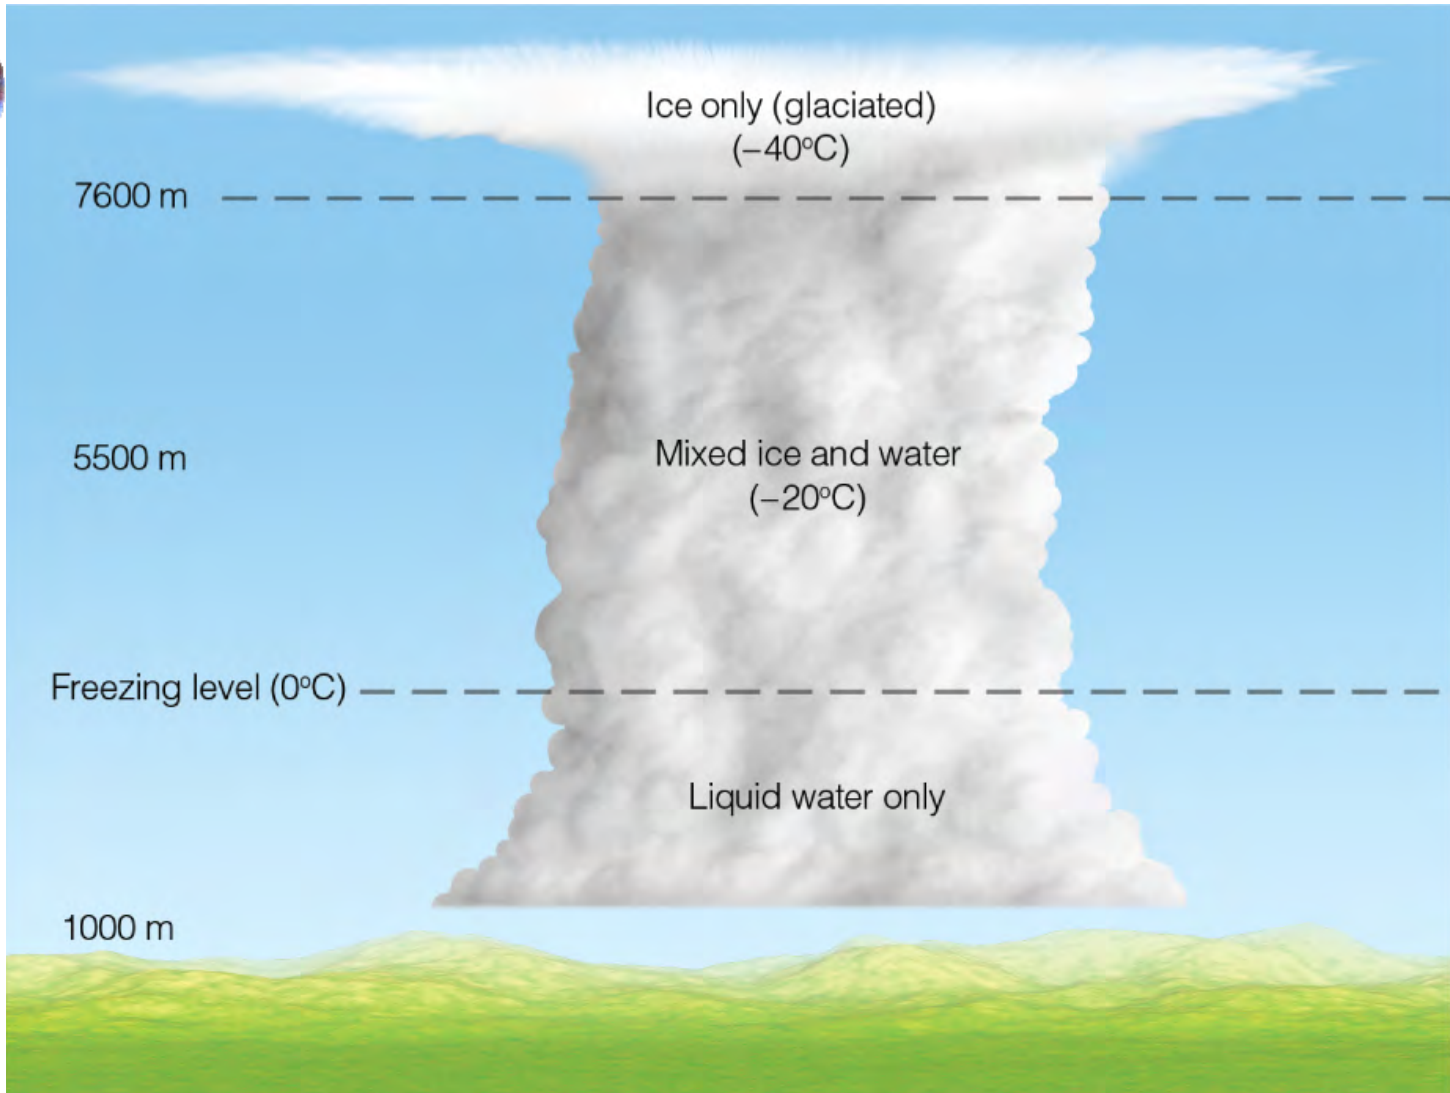 Ice only (glaciated)
(–40°C)
7600 m
5500 m
Mixed ice and water
(–20°C)
Freezing level (0°C)
Liquid water only
1000 m